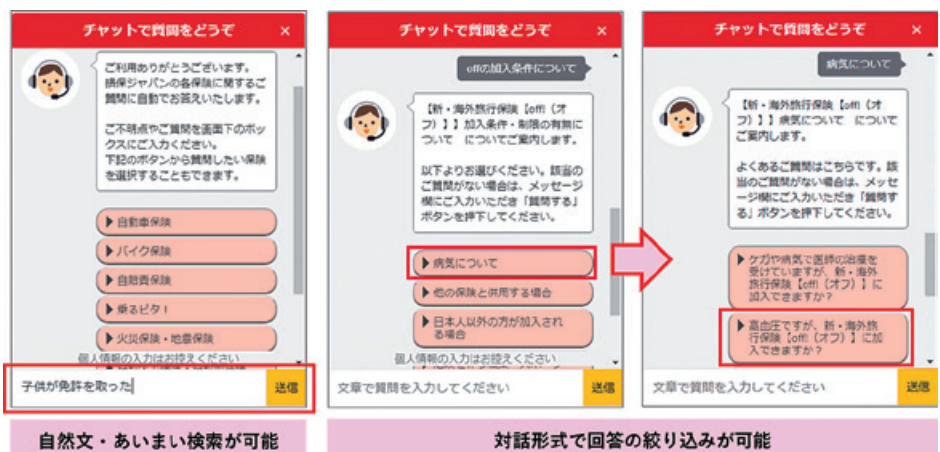 チャットで質問をどうぞ ×
ご利用ありがとうございます。
損保ジャパンの各保険に関するご
質問に自動でお答えいたします。
ご不明点やご質問を画面下のボッ
クスにご入力ください。
下記のボタンから質問したい保険
を選択することもできます。
▶ 自動車保険
▶ バイク保険
▶ 自賠責保険
▶ 乗るピタ!
▶ 火災保険・地震保険
個人情報の入力はお控えください
子供が免許を取った
送信
自然文・あいまい検索が可能
チャットで質問をどうぞ ×
offの加入条件について
【新・海外旅行保険【off!(オ
フ)】】加入条件・制限の有無に
ついて についてご案内します。
以下よりお選びください。該当の
ご質問がない場合は、メッセージ
欄にご入力いただき「質問する」
ボタンを押下してください。
▶ 病気について
▶ 他の保険と併用する場合
▶ 日本人以外の方が加入され
る場合
個人情報の入力はお控えください
文章で質問を入力してください
送信
チャットで質問をどうぞ ×
病気について
【新・海外旅行保険【off!(オ
フ)】】病気について について
ご案内します。
よくあるご質問はこちらです。該
当のご質問がない場合は、メッセ
ージ欄にご入力いただき「質問す
る」ボタンを押下してください。
▶ ケガや病気で医師の治療を
受けていますが、新・海外
旅行保険【off!(オフ)】に
加入できますか?
▶ 高血圧ですが、新・海外旅
行保険【off!(オフ)】に加
入できますか?
文章で質問を入力してください
送信
対話形式で回答の絞り込みが可能